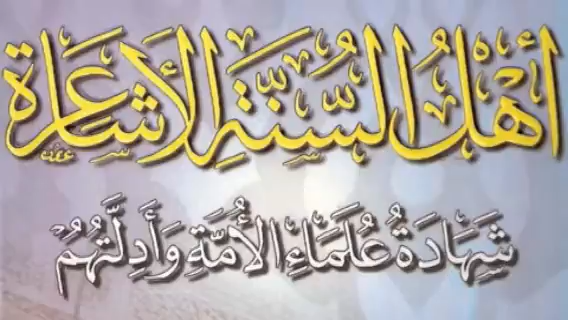 أَهْلُ السُّنَّةِ الأَشَاعِرَة
شَهَادَةُ عُلَمَاءِ الأُمَّةِ وَأَدِلَّتُهُمْ